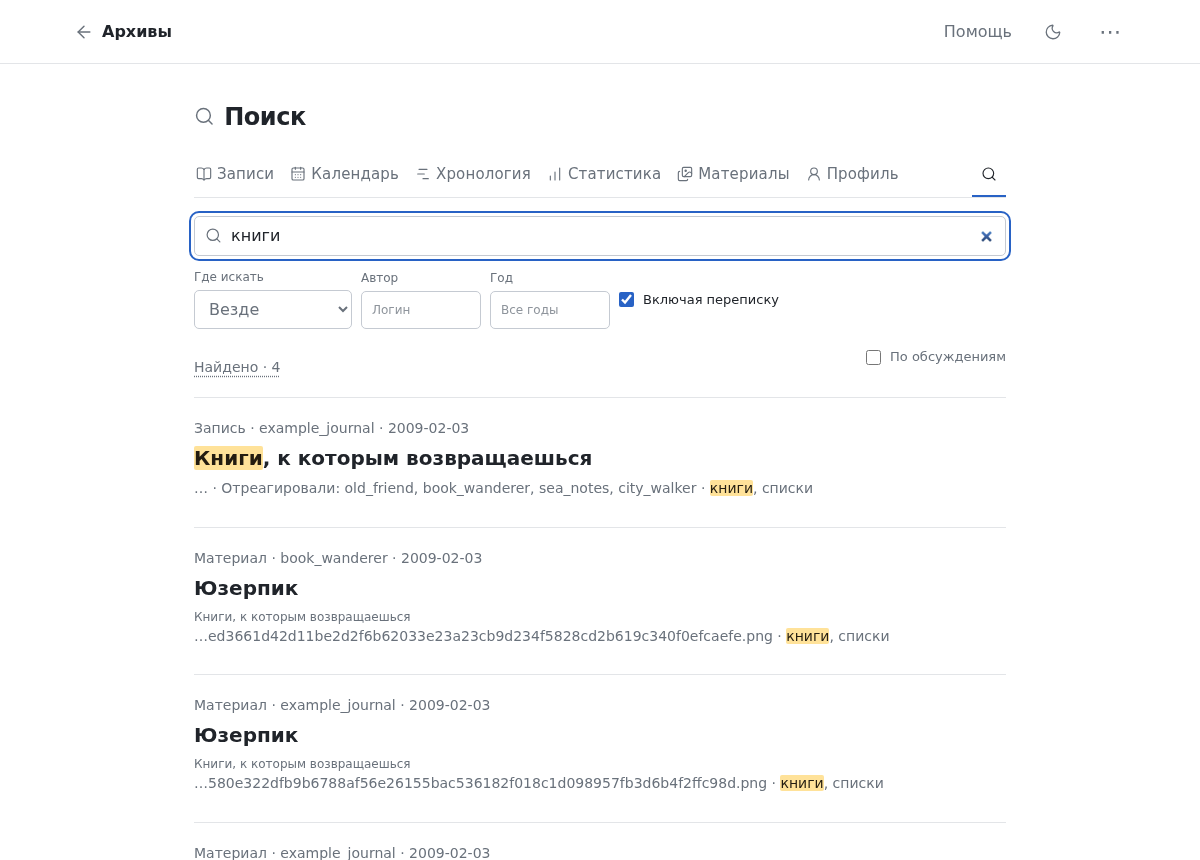 Архивы
Помощь
Поиск
Записи Календарь Хронология Статистика Материалы Профиль
книги
Где искать Автор Год
Везде Логин Все годы Включая переписку
Найдено · 4 По обсуждениям
Запись · example_journal · 2009-02-03
Книги, к которым возвращаешься
… · Отреагировали: old_friend, book_wanderer, sea_notes, city_walker · книги, списки
Материал · book_wanderer · 2009-02-03
Юзерпик
Книги, к которым возвращаешься
…ed3661d42d11be2d2f6b62033e23a23cb9d234f5828cd2b619c340f0efcaefe.png · книги, списки
Материал · example_journal · 2009-02-03
Юзерпик
Книги, к которым возвращаешься
…580e322dfb9b6788af56e26155bac536182f018c1d098957fb3d6b4f2ffc98d.png · книги, списки
Материал · example_journal · 2009-02-03